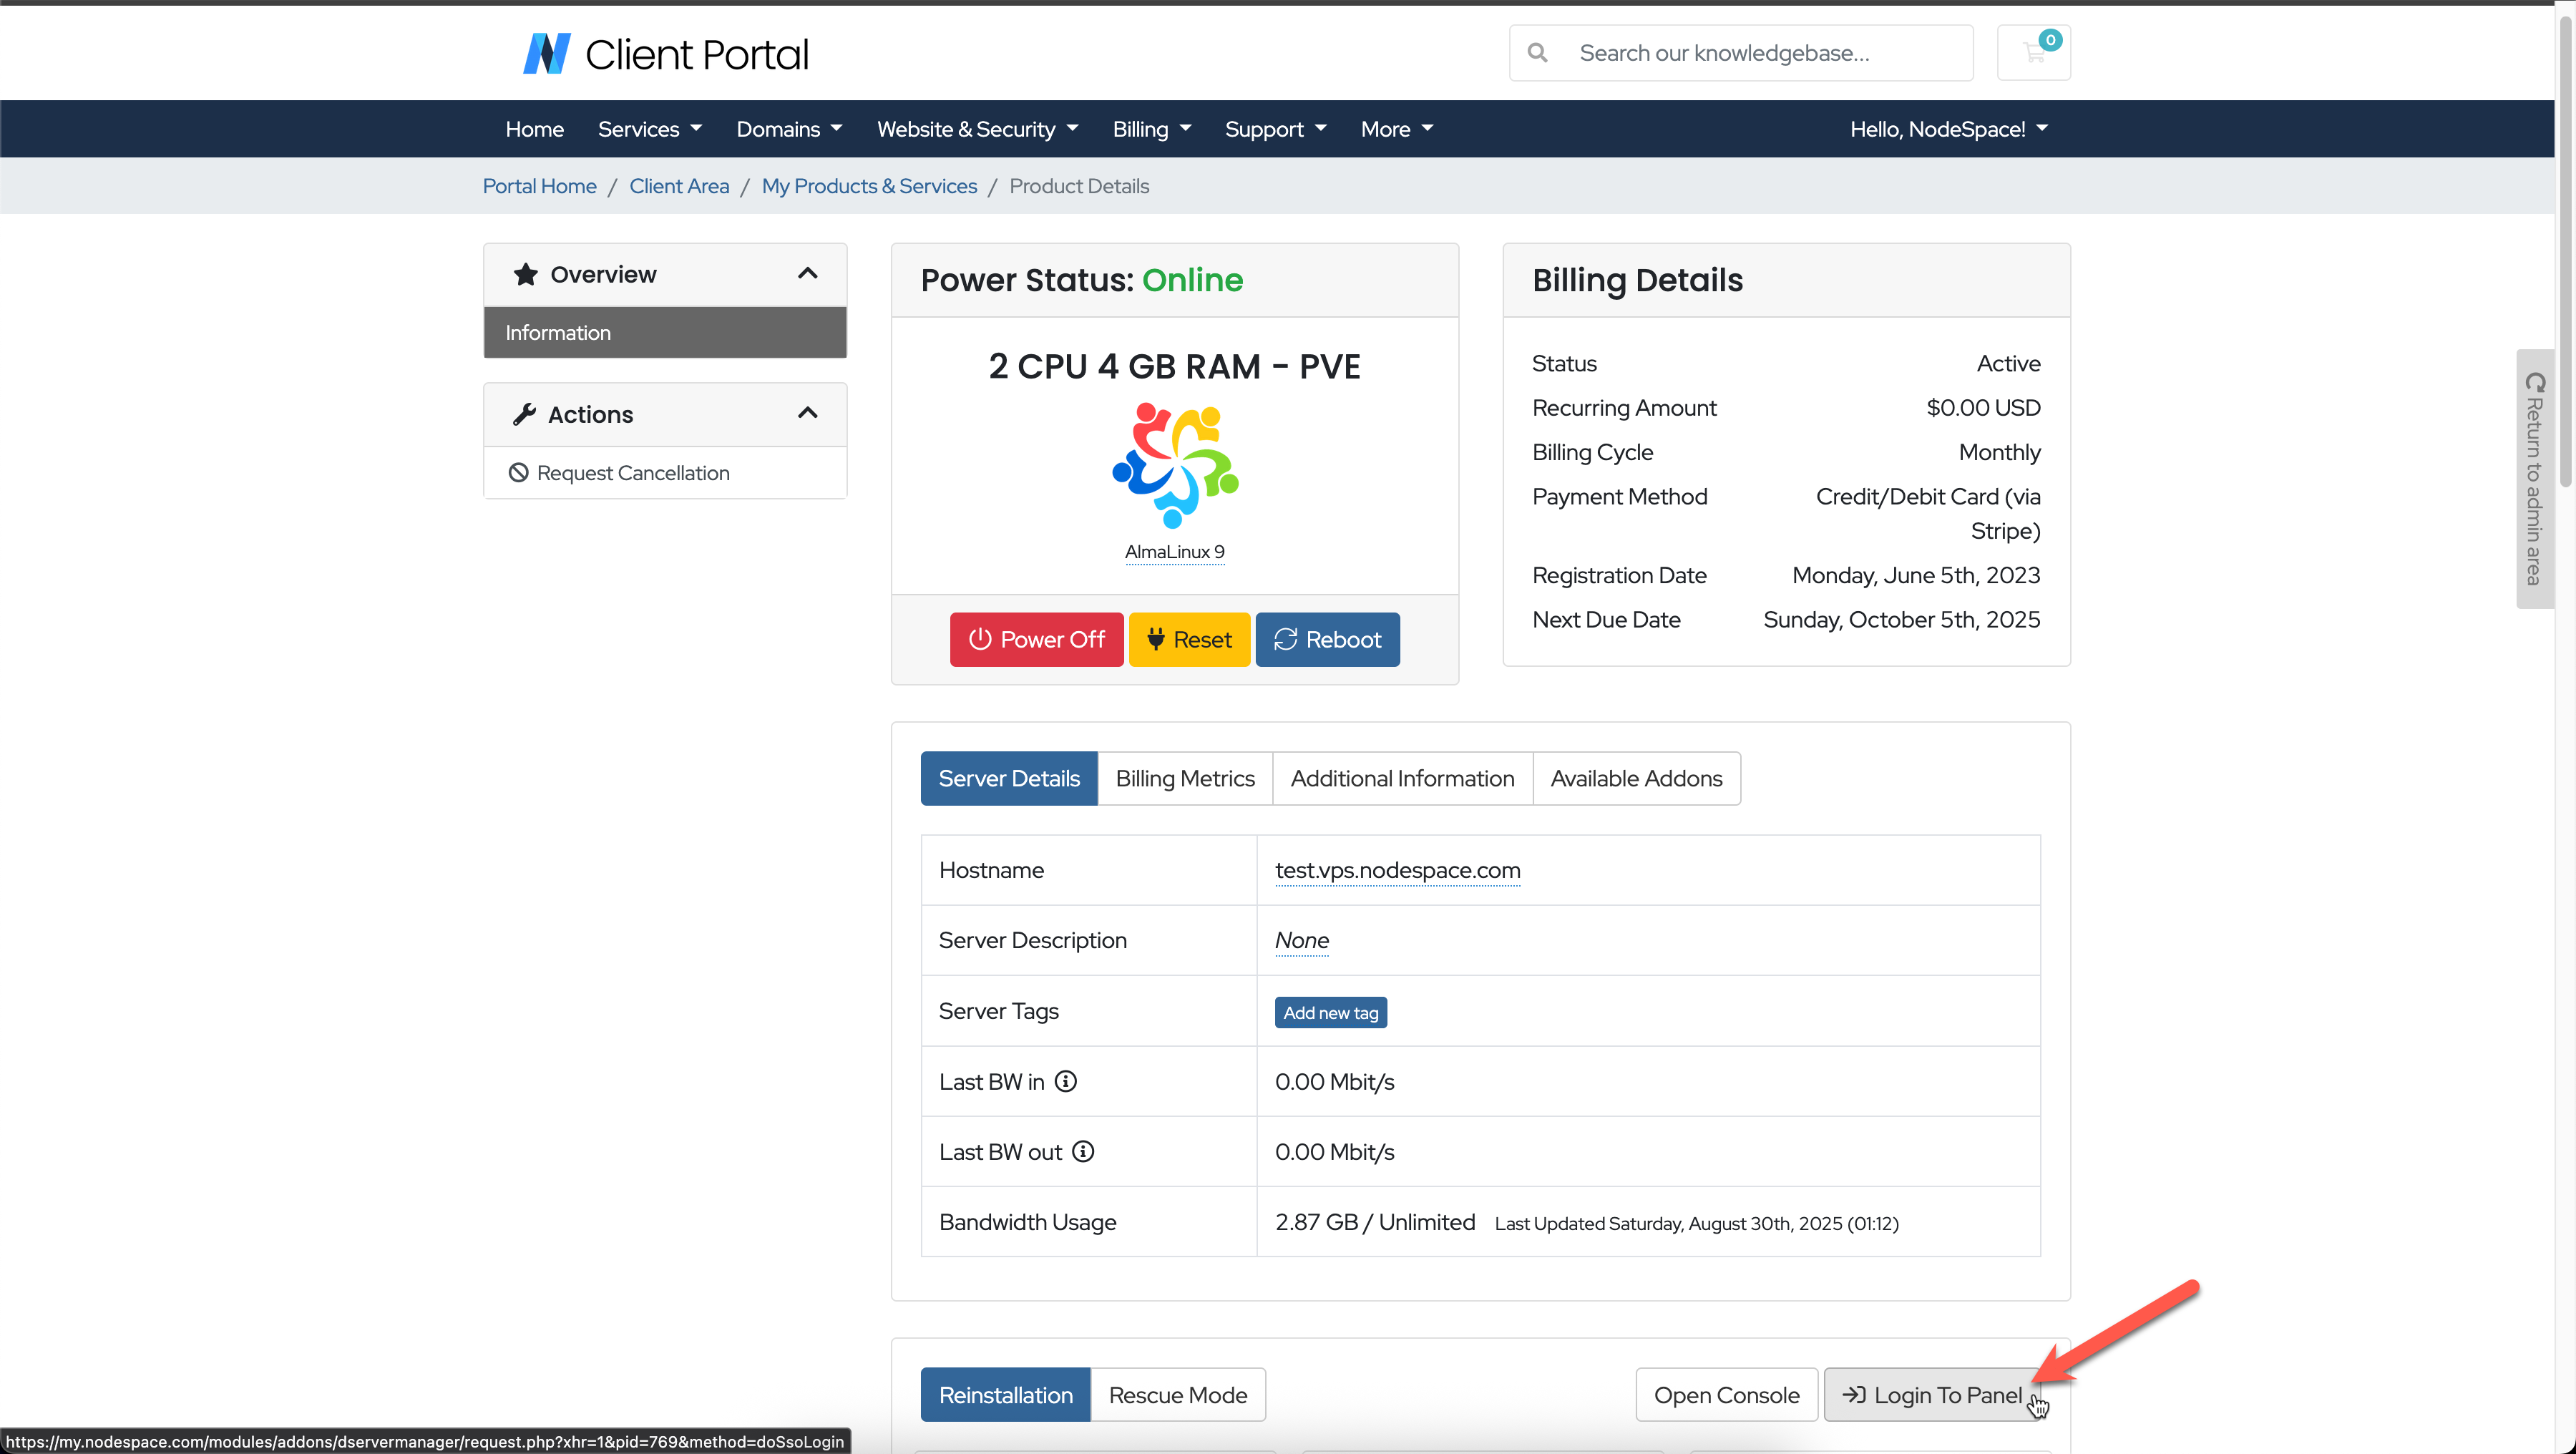 Client Portal
Search our knowledgebase...
0
Home Services Domains Website & Security Billing Support More Hello, NodeSpace!
Portal Home / Client Area / My Products & Services / Product Details
Overview
Information
Actions
Request Cancellation
Power Status: Online
2 CPU 4 GB RAM - PVE
AlmaLinux 9
Power Off Reset Reboot
Billing Details
Status Active
Recurring Amount $0.00 USD
Billing Cycle Monthly
Payment Method Credit/Debit Card (via
Stripe)
Registration Date Monday, June 5th, 2023
Next Due Date Sunday, October 5th, 2025
Return to admin area
Server Details Billing Metrics Additional Information Available Addons
Hostname test.vps.nodespace.com
Server Description None
Server Tags Add new tag
Last BW in 0.00 Mbit/s
Last BW out 0.00 Mbit/s
Bandwidth Usage 2.87 GB / Unlimited Last Updated Saturday, August 30th, 2025 (01:12)
Reinstallation Rescue Mode Open Console Login To Panel
https://my.nodespace.com/modules/addons/dservermanager/request.php?xhr=1&pid=769&method=doSsoLogin